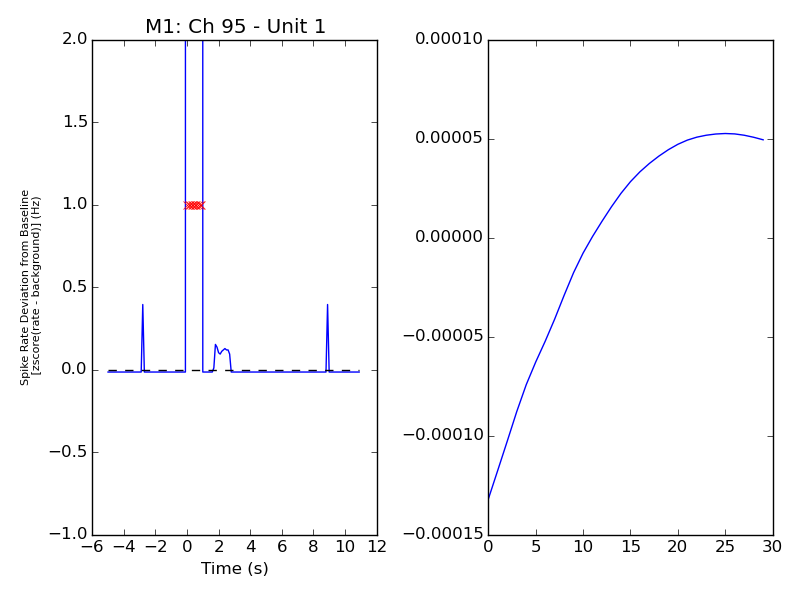 M1: Ch 95 - Unit 1
2.0
1.5
1.0
0.5
0.0
−0.5
−1.0
−6 −4 −2 0 2 4 6 8 10 12
Time (s)
Spike Rate Deviation from Baseline
[zscore(rate - background)] (Hz)
0.00010
0.00005
0.00000
−0.00005
−0.00010
−0.00015
0 5 10 15 20 25 30